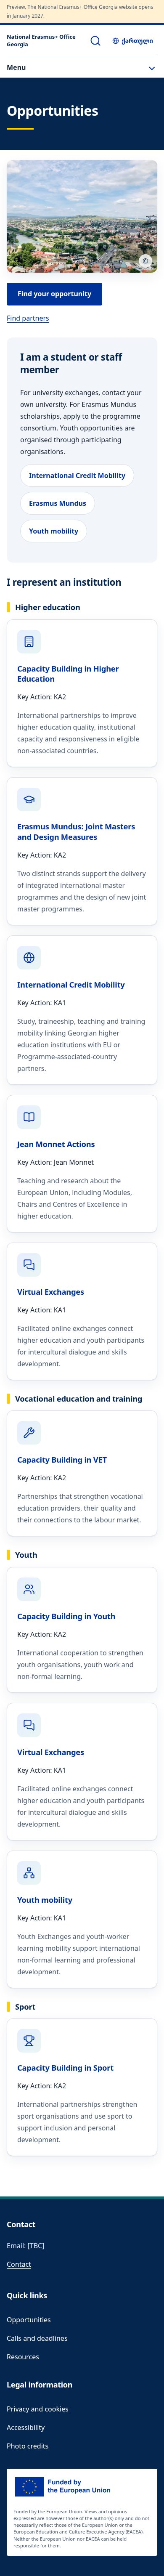 Preview. The National Erasmus+ Office Georgia website opens
in January 2027.
National Erasmus+ Office
Georgia
ქართული
Menu
Opportunities
©
Find your opportunity
Find partners
I am a student or staff
member
For university exchanges, contact your
own university. For Erasmus Mundus
scholarships, apply to the programme
consortium. Youth opportunities are
organised through participating
organisations.
International Credit Mobility
Erasmus Mundus
Youth mobility
I represent an institution
Higher education
Capacity Building in Higher
Education
Key Action: KA2
International partnerships to improve
higher education quality, institutional
capacity and responsiveness in eligible
non-associated countries.
Erasmus Mundus: Joint Masters
and Design Measures
Key Action: KA2
Two distinct strands support the delivery
of integrated international master
programmes and the design of new joint
master programmes.
International Credit Mobility
Key Action: KA1
Study, traineeship, teaching and training
mobility linking Georgian higher
education institutions with EU or
Programme-associated-country
partners.
Jean Monnet Actions
Key Action: Jean Monnet
Teaching and research about the
European Union, including Modules,
Chairs and Centres of Excellence in
higher education.
Virtual Exchanges
Key Action: KA1
Facilitated online exchanges connect
higher education and youth participants
for intercultural dialogue and skills
development.
Vocational education and training
Capacity Building in VET
Key Action: KA2
Partnerships that strengthen vocational
education providers, their quality and
their connections to the labour market.
Youth
Capacity Building in Youth
Key Action: KA2
International cooperation to strengthen
youth organisations, youth work and
non-formal learning.
Virtual Exchanges
Key Action: KA1
Facilitated online exchanges connect
higher education and youth participants
for intercultural dialogue and skills
development.
Youth mobility
Key Action: KA1
Youth Exchanges and youth-worker
learning mobility support international
non-formal learning and professional
development.
Sport
Capacity Building in Sport
Key Action: KA2
International partnerships strengthen
sport organisations and use sport to
support inclusion and personal
development.
Contact
Email: [TBC]
Contact
Quick links
Opportunities
Calls and deadlines
Resources
Legal information
Privacy and cookies
Accessibility
Photo credits
Funded by
the European Union
Funded by the European Union. Views and opinions
expressed are however those of the author(s) only and do not
necessarily reflect those of the European Union or the
European Education and Culture Executive Agency (EACEA).
Neither the European Union nor EACEA can be held
responsible for them.